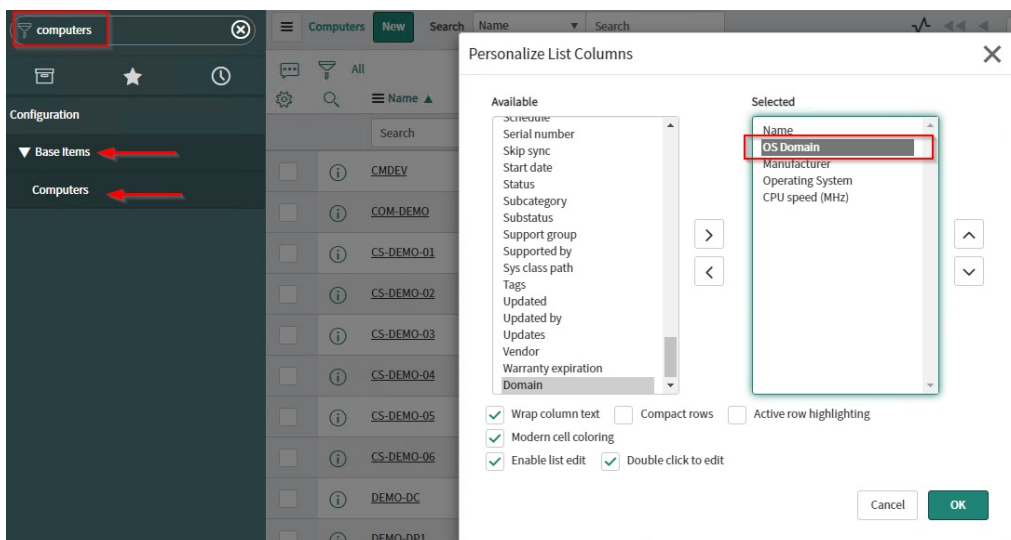 computers
Configuration
Base Items
Computers
Computers New Search Name Search
All
Name
Search
CMDEV
COM-DEMO
CS-DEMO-01
CS-DEMO-02
CS-DEMO-03
CS-DEMO-04
CS-DEMO-05
CS-DEMO-06
DEMO-DC
DEMO-DP1
Personalize List Columns
Available
Schedule
Serial number
Skip sync
Start date
Status
Subcategory
Substatus
Support group
Supported by
Sys class path
Tags
Updated
Updated by
Updates
Vendor
Warranty expiration
Domain
Selected
Name
OS Domain
Manufacturer
Operating System
CPU speed (MHz)
Wrap column text Compact rows Active row highlighting
Modern cell coloring
Enable list edit Double click to edit
Cancel OK